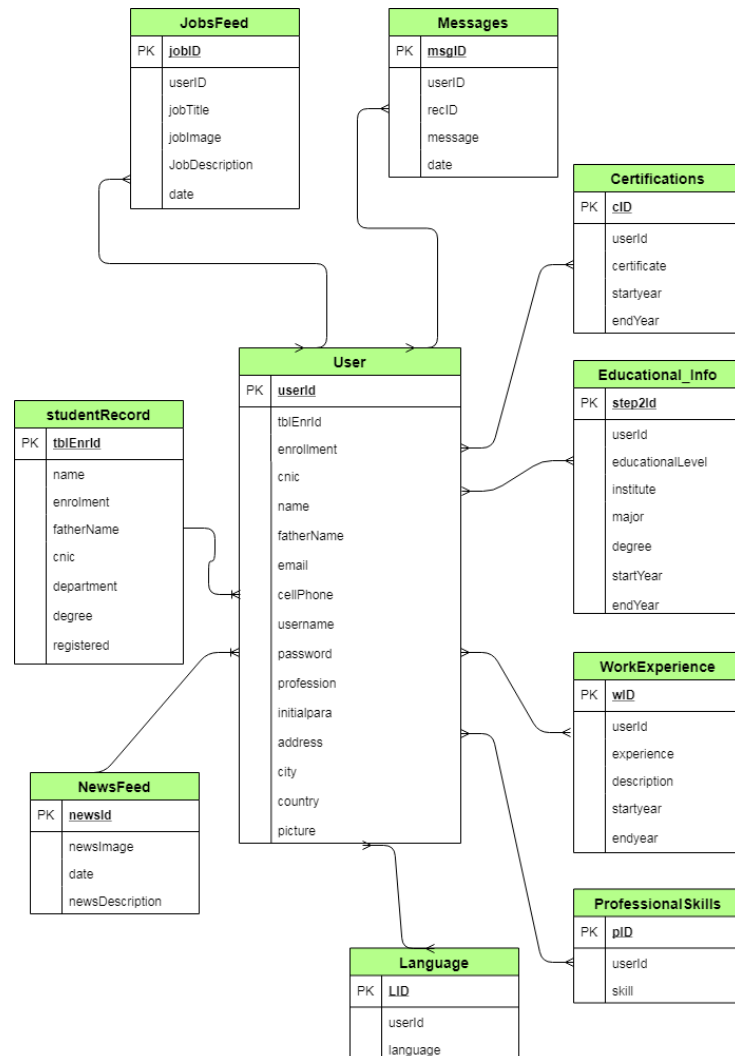 JobsFeed
PK jobID
userID
jobTitle
jobImage
JobDescription
date
Messages
PK msgID
userID
recID
message
date
Certifications
PK cID
userId
certificate
startyear
endYear
User
PK userId
tblEnrId
enrollment
cnic
name
fatherName
email
cellPhone
username
password
profession
initialpara
address
city
country
picture
Educational_Info
PK step2Id
userId
educationalLevel
institute
major
degree
startYear
endYear
studentRecord
PK tblEnrId
name
enrolment
fatherName
cnic
department
degree
registered
WorkExperience
PK wID
userId
experience
description
startyear
endyear
NewsFeed
PK newsId
newsImage
date
newsDescription
ProfessionalSkills
PK pID
userId
skill
Language
PK LID
userId
language